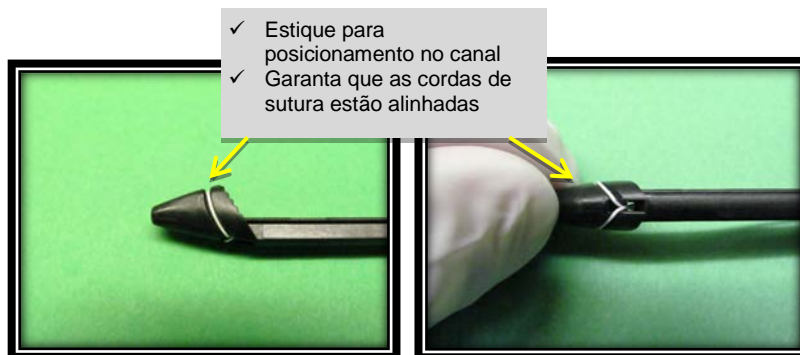 ✓ Estique para
posicionamento no canal
✓ Garanta que as cordas de
sutura estão alinhadas